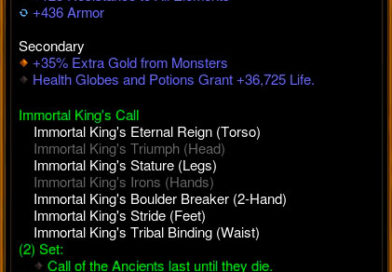 +436 Armor
Secondary
+35% Extra Gold from Monsters
Health Globes and Potions Grant +36,725 Life.
Immortal King's Call
Immortal King's Eternal Reign (Torso)
Immortal King's Triumph (Head)
Immortal King's Stature (Legs)
Immortal King's Irons (Hands)
Immortal King's Boulder Breaker (2-Hand)
Immortal King's Stride (Feet)
Immortal King's Tribal Binding (Waist)
(2) Set:
Call of the Ancients last until they die.